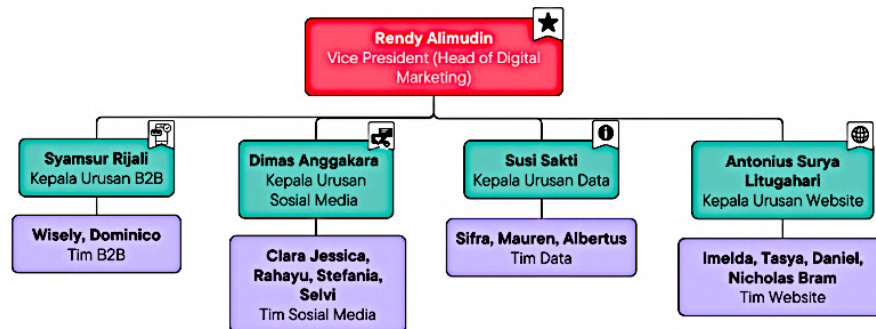 Rendy Alimudin
Vice President (Head of Digital
Marketing)
Syamsur Rijali
Kepala Urusan B2B
Wisely, Dominico
Tim B2B
Dimas Anggakara
Kepala Urusan
Sosial Media
Clara Jessica,
Rahayu, Stefania,
Selvi
Tim Sosial Media
Susi Sakti
Kepala Urusan Data
Sifra, Mauren, Albertus
Tim Data
Antonius Surya
Litugahari
Kepala Urusan Website
Imelda, Tasya, Daniel,
Nicholas Bram
Tim Website